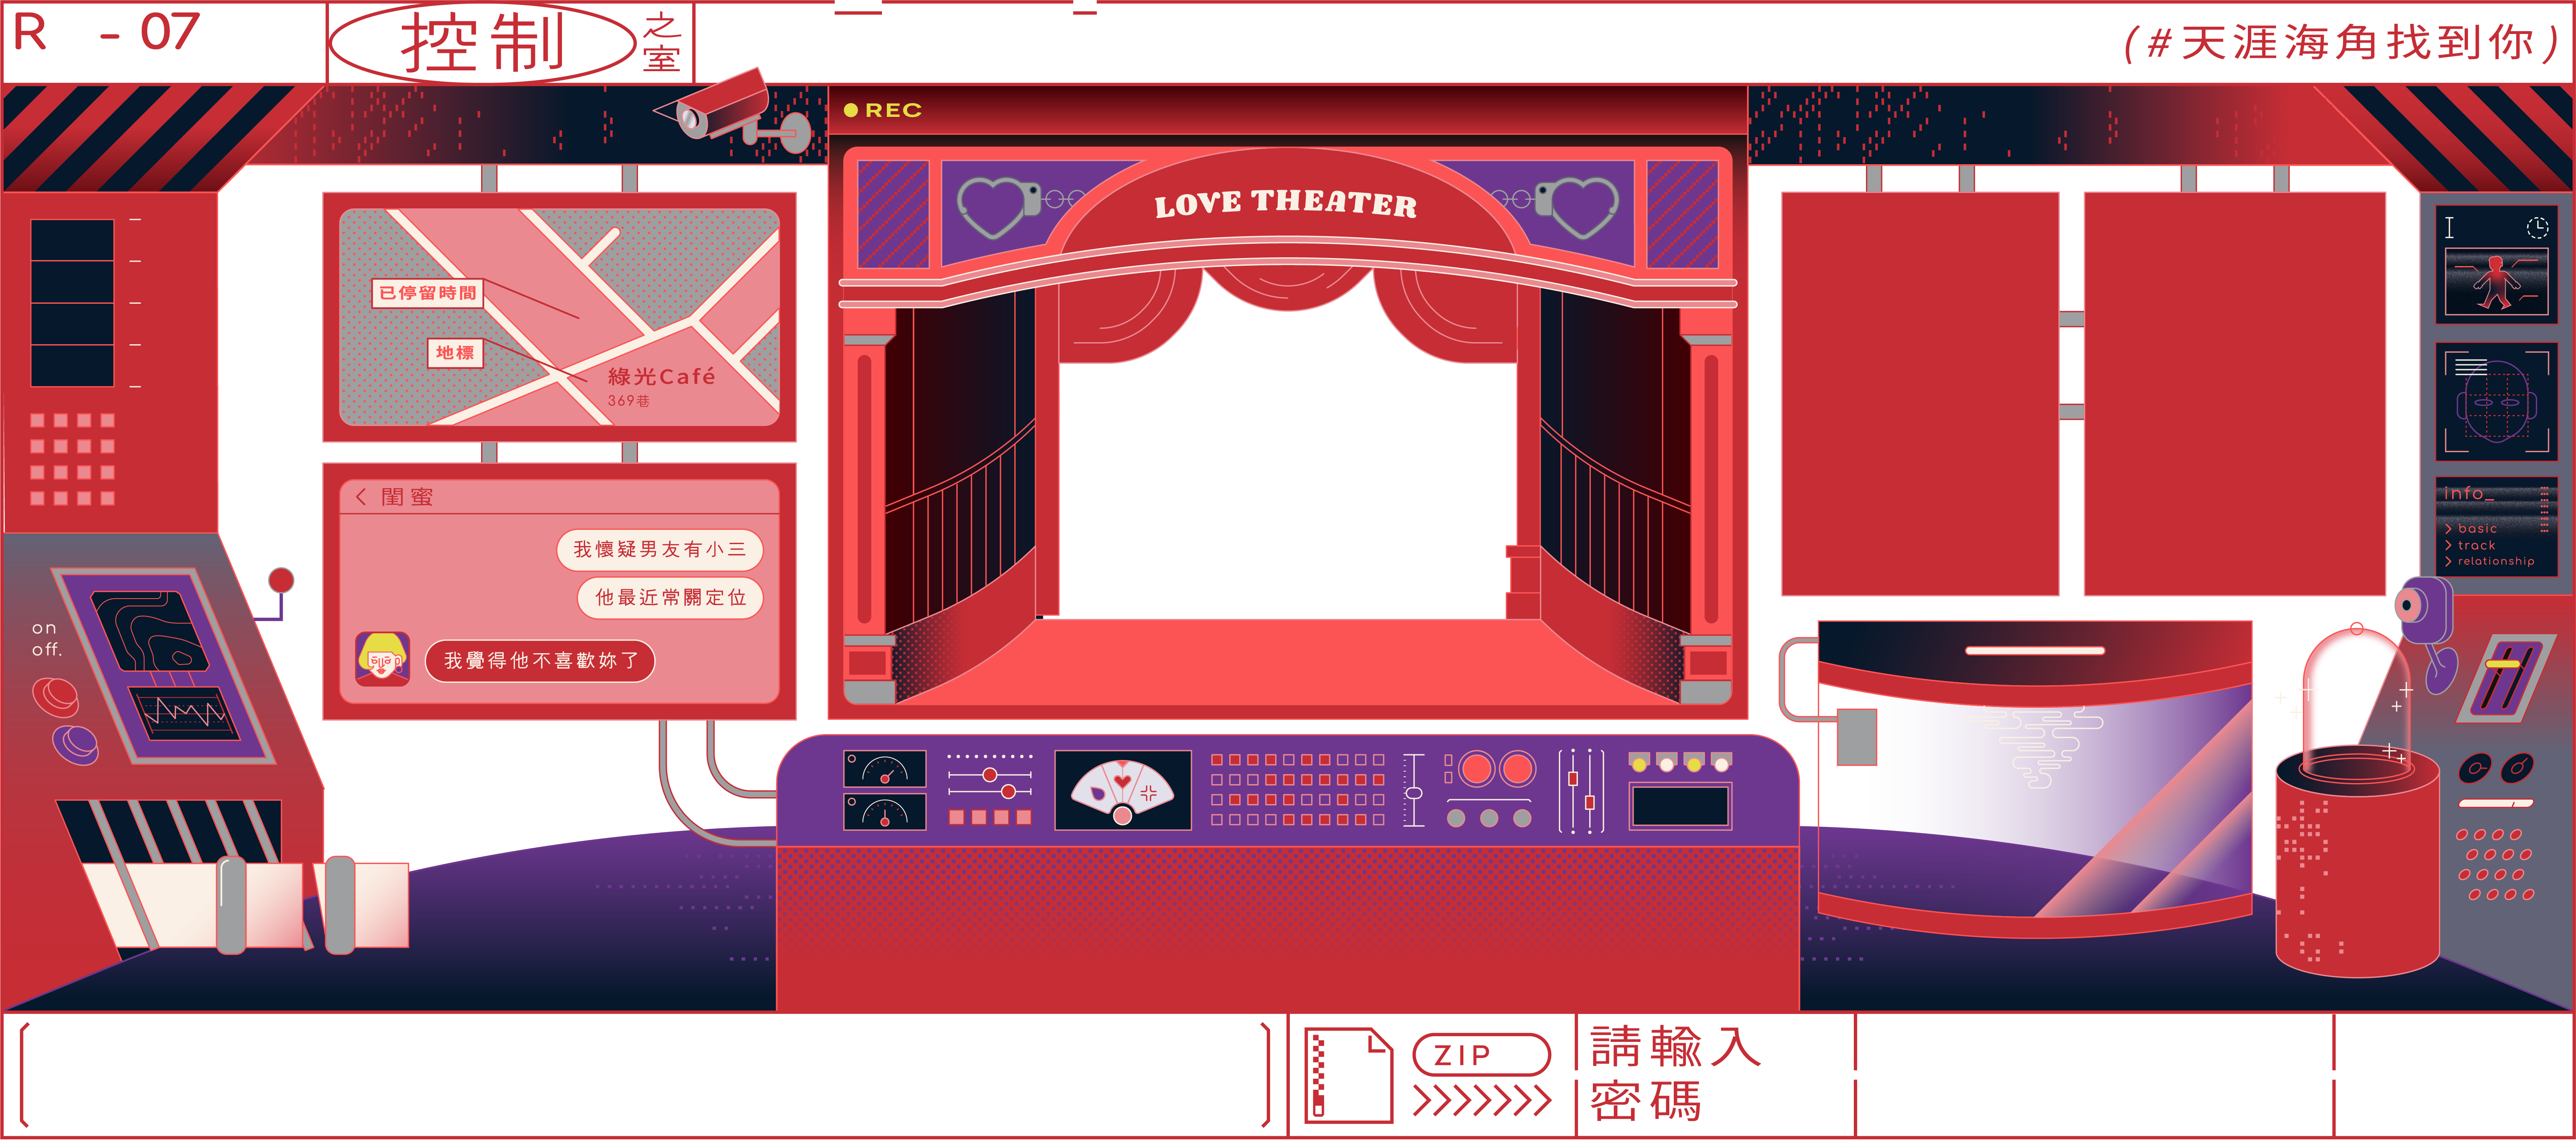 R - 07
控制
之室
(#天涯海角找到你)
REC
LOVE THEATER
已停留時間
地標
綠光Café
369巷
閨蜜
我懷疑男友有小三
他最近常關定位
我覺得他不喜歡妳了
info_
basic
track
relationship
on
off.
ZIP
請輸入
密碼